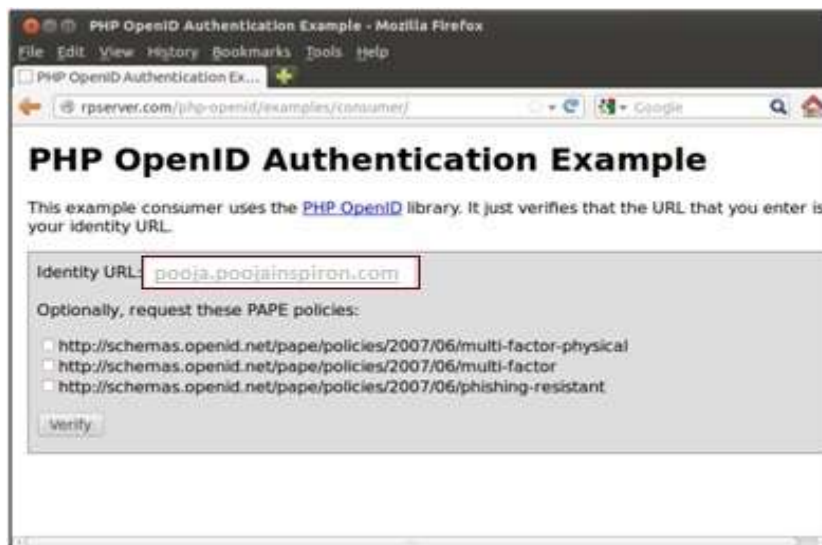 PHP OpenID Authentication Example - Mozilla Firefox
File Edit View History Bookmarks Tools Help
PHP OpenID Authentication Ex...
rpserver.com/php-openid/examples/consumer/ Google
PHP OpenID Authentication Example
This example consumer uses the PHP OpenID library. It just verifies that the URL that you enter is
your identity URL.
Identity URL: pooja.poojainspiron.com
Optionally, request these PAPE policies:
http://schemas.openid.net/pape/policies/2007/06/multi-factor-physical
http://schemas.openid.net/pape/policies/2007/06/multi-factor
http://schemas.openid.net/pape/policies/2007/06/phishing-resistant
Verify